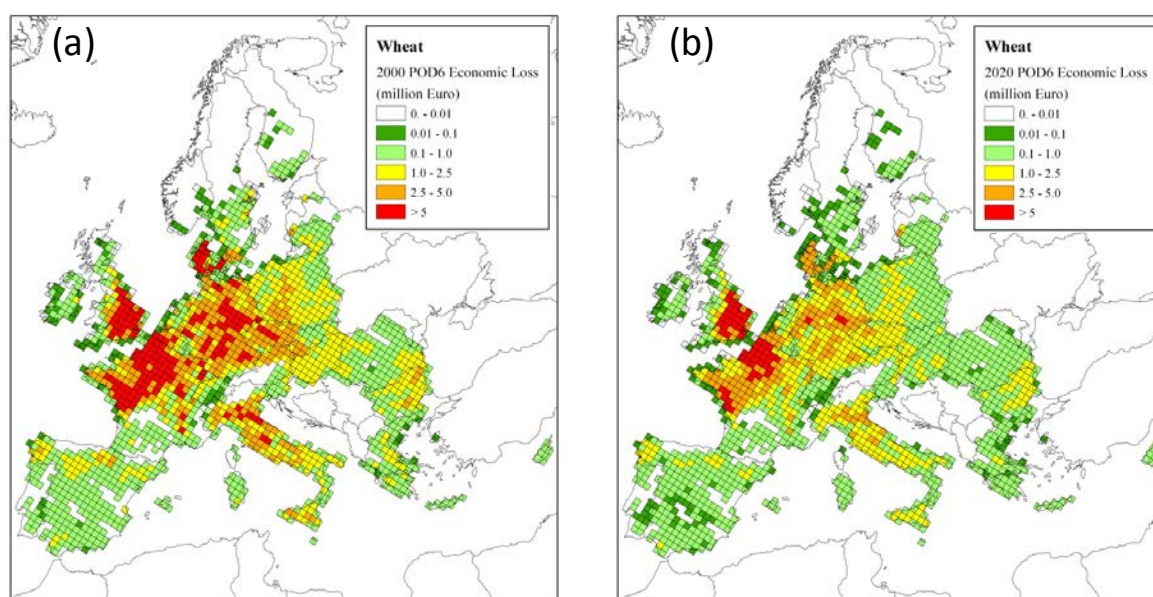 (a)
Wheat
2000 POD6 Economic Loss
(million Euro)
0. - 0.01
0.01 - 0.1
0.1 - 1.0
1.0 - 2.5
2.5 - 5.0
> 5
(b)
Wheat
2020 POD6 Economic Loss
(million Euro)
0. - 0.01
0.01 - 0.1
0.1 - 1.0
1.0 - 2.5
2.5 - 5.0
> 5